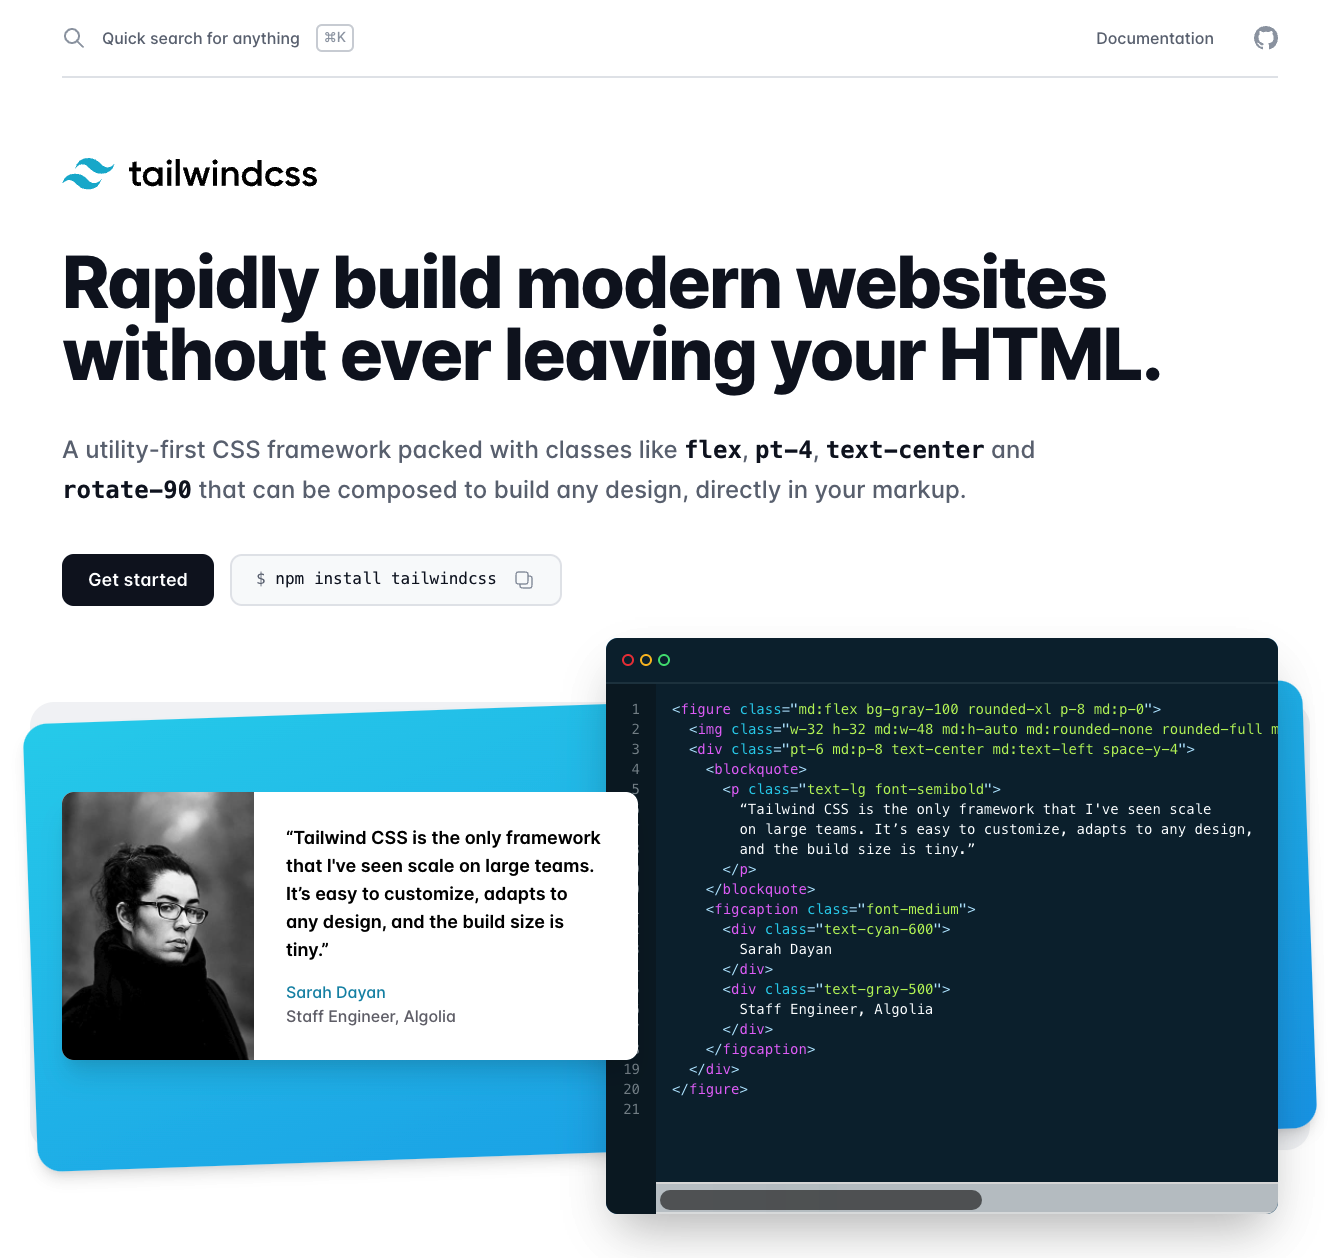 Quick search for anything ⌘K Documentation
tailwindcss
Rapidly build modern websites
without ever leaving your HTML.
A utility-first CSS framework packed with classes like flex, pt-4, text-center and
rotate-90 that can be composed to build any design, directly in your markup.
Get started
$ npm install tailwindcss
“Tailwind CSS is the only framework
that I've seen scale on large teams.
It’s easy to customize, adapts to
any design, and the build size is
tiny.”
Sarah Dayan
Staff Engineer, Algolia
1 <figure class="md:flex bg-gray-100 rounded-xl p-8 md:p-0">
2 <img class="w-32 h-32 md:w-48 md:h-auto md:rounded-none rounded-full m
3 <div class="pt-6 md:p-8 text-center md:text-left space-y-4">
4 <blockquote>
5 <p class="text-lg font-semibold">
“Tailwind CSS is the only framework that I've seen scale
on large teams. It’s easy to customize, adapts to any design,
and the build size is tiny.”
</p>
</blockquote>
<figcaption class="font-medium">
<div class="text-cyan-600">
Sarah Dayan
</div>
<div class="text-gray-500">
Staff Engineer, Algolia
</div>
</figcaption>
19 </div>
20 </figure>
21